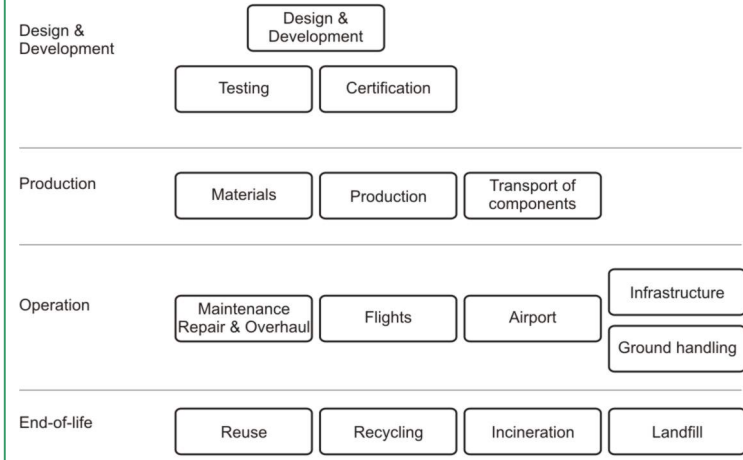 Design &
Development
Design &
Development
Testing
Certification
Production
Materials
Production
Transport of
components
Operation
Maintenance
Repair & Overhaul
Flights
Airport
Infrastructure
Ground handling
End-of-life
Reuse
Recycling
Incineration
Landfill